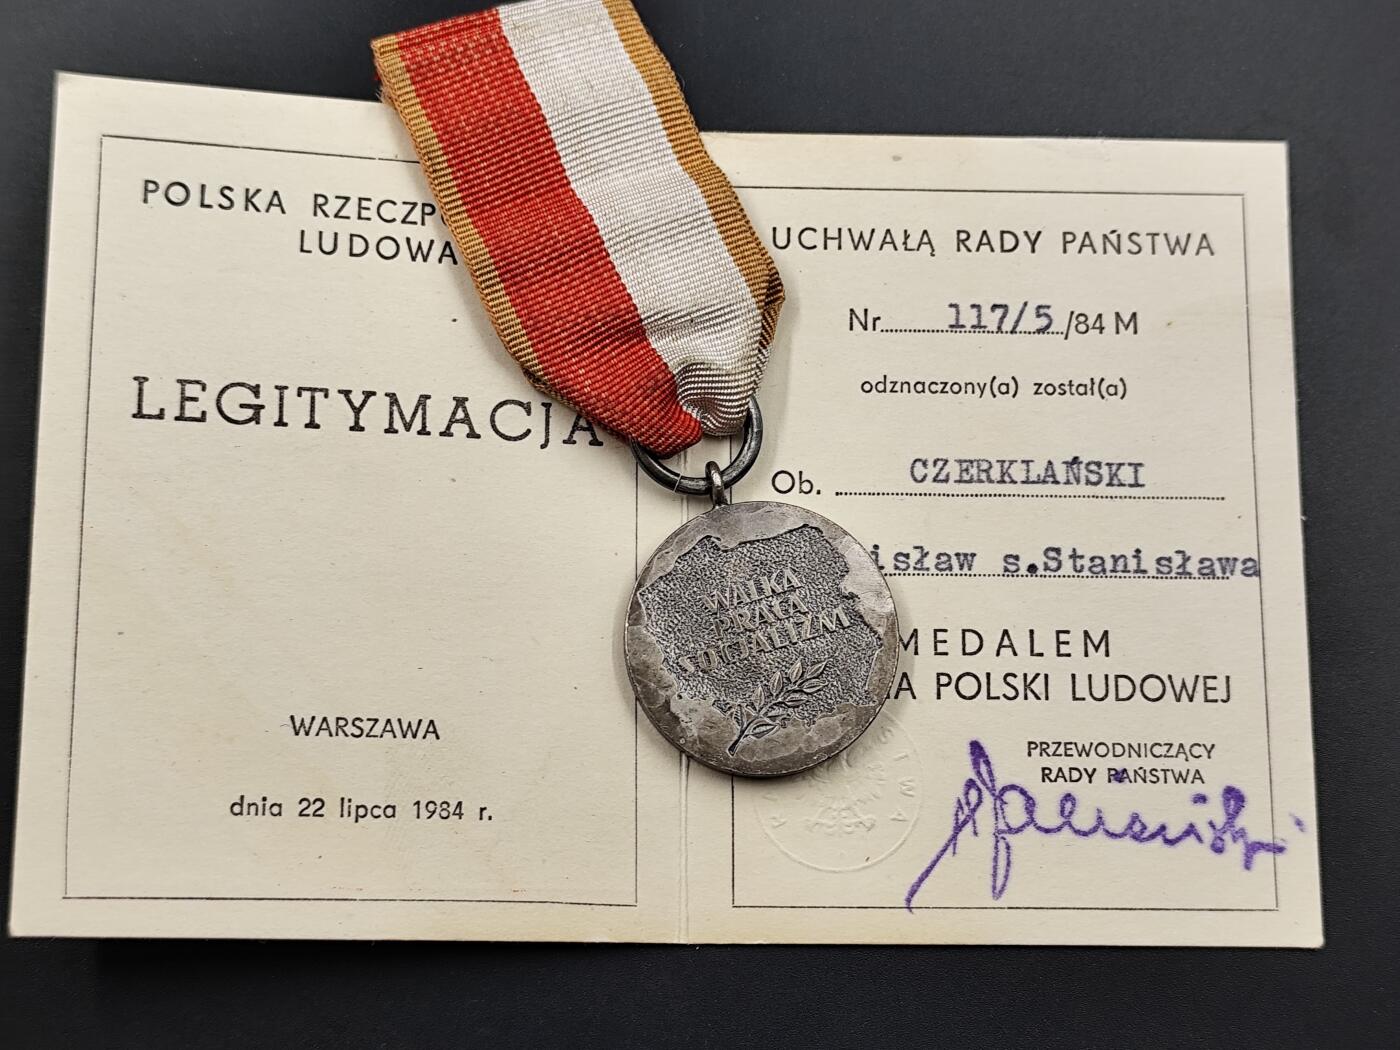 POLSKA RZECZP
LUDOWA
LEGITYMACJA
WARSZAWA
dnia 22 lipca 1984 r.
UCHWAŁĄ RADY PAŃSTWA
Nr 117/5 /84 M
odznaczony(a) został(a)
Ob. CZERKLAŃSKI
isław s.Stanisława
MEDALEM
A POLSKI LUDOWEJ
PRZEWODNICZĄCY
RADY PAŃSTWA
WALKA
PRACA
SOCJALIZM